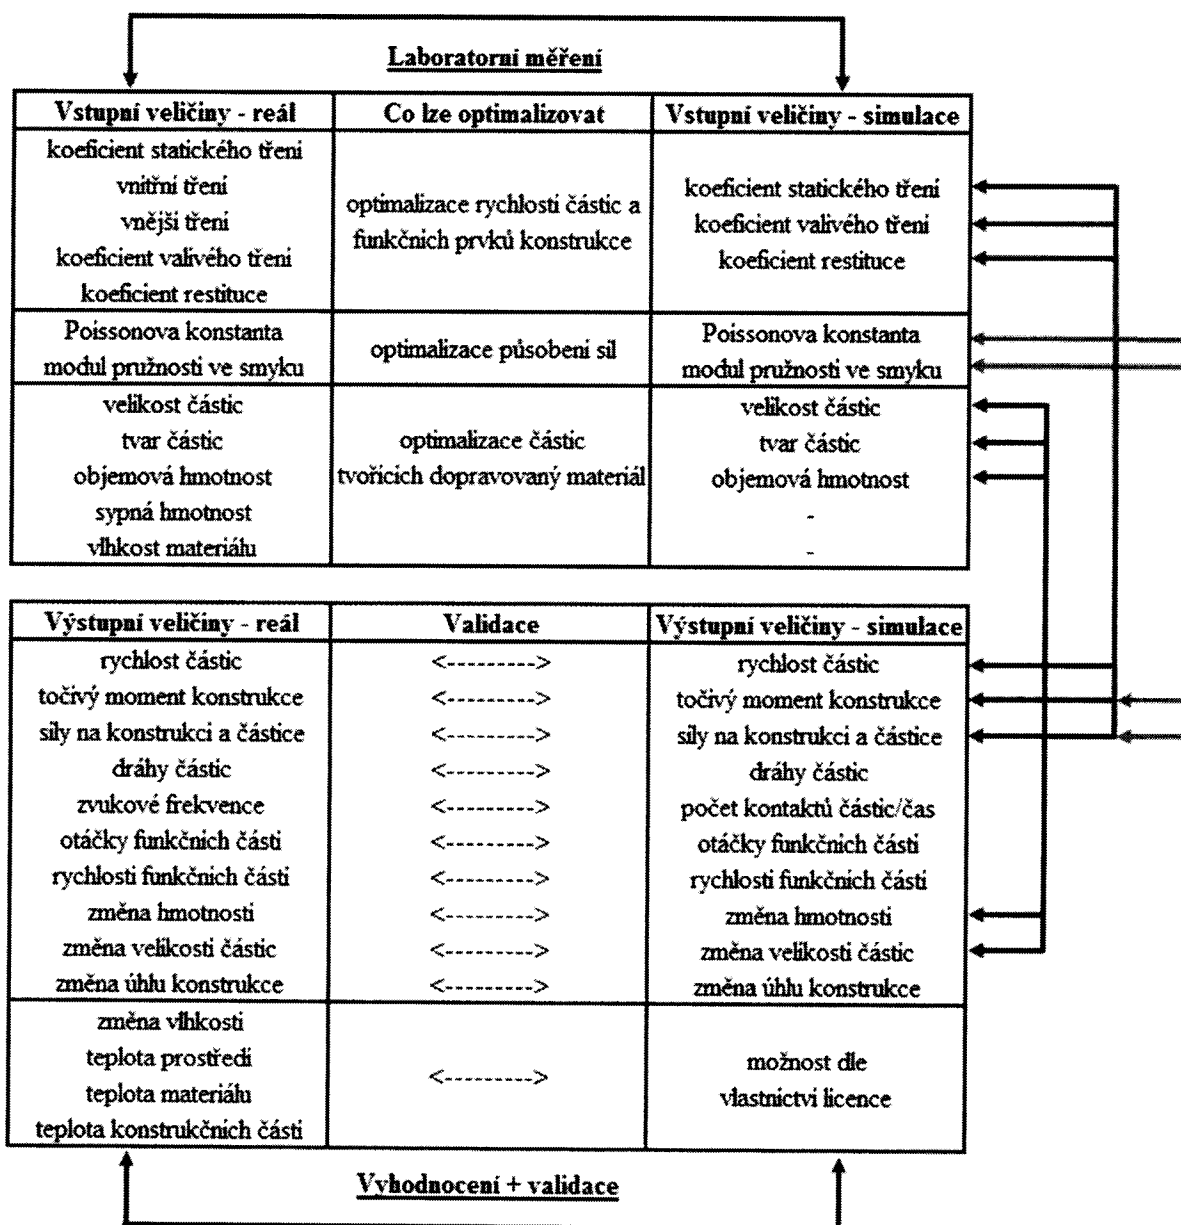 Laboratorní měření
Vstupní veličiny - reál
Co lze optimalizovat
Vstupní veličiny - simulace
koeficient statického tření
vnitřní tření
vnější tření
koeficient valivého tření
koeficient restituce
optimalizace rychlosti částic a
funkčních prvků konstrukce
koeficient statického tření
koeficient valivého tření
koeficient restituce
Poissonova konstanta
modul pružnosti ve smyku
optimalizace působení sil
Poissonova konstanta
modul pružnosti ve smyku
velikost částic
tvar částic
objemová hmotnost
sypná hmotnost
vlhkost materiálu
optimalizace částic
tvořících dopravovaný materiál
velikost částic
tvar částic
objemová hmotnost
-
-
Výstupní veličiny - reál
Validace
Výstupní veličiny - simulace
rychlost částic <---------> rychlost částic
točivý moment konstrukce <---------> točivý moment konstrukce
síly na konstrukci a částice <---------> síly na konstrukci a částice
dráhy částic <---------> dráhy částic
zvukové frekvence <---------> počet kontaktů částic/čas
otáčky funkčních částí <---------> otáčky funkčních částí
rychlosti funkčních částí <---------> rychlosti funkčních částí
změna hmotnosti <---------> změna hmotnosti
změna velikosti částic <---------> změna velikosti částic
změna úhlu konstrukce <---------> změna úhlu konstrukce
změna vlhkosti
teplota prostředí
teplota materiálu
teplota konstrukčních částí
<--------->
možnost dle
vlastnictví licence
Vyhodnocení + validace